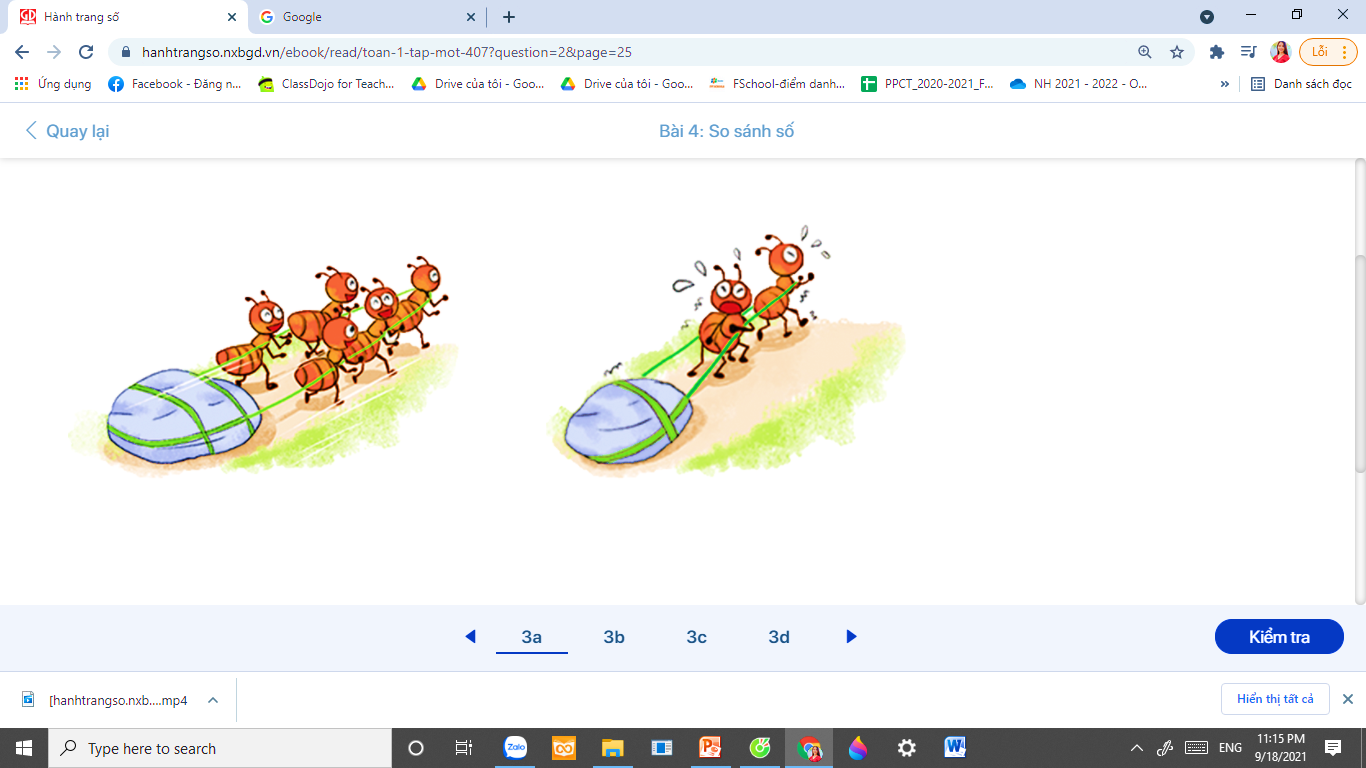 Hành trang số
Google
hanhtrangso.nxbgd.vn/ebook/read/toan-1-tap-mot-407?question=2&page=25
Lỗi
Ứng dụng
Facebook - Đăng n...
ClassDojo for Teach...
Drive của tôi - Goo...
Drive của tôi - Goo...
FSchool-điểm danh...
PPCT_2020-2021_F...
NH 2021 - 2022 - O...
»
Danh sách đọc
Quay lại
Bài 4: So sánh số
3a
3b
3c
3d
Kiểm tra
[hanhtrangso.nxb....mp4
Hiển thị tất cả
Type here to search
Zalo
ENG
11:15 PM
9/18/2021